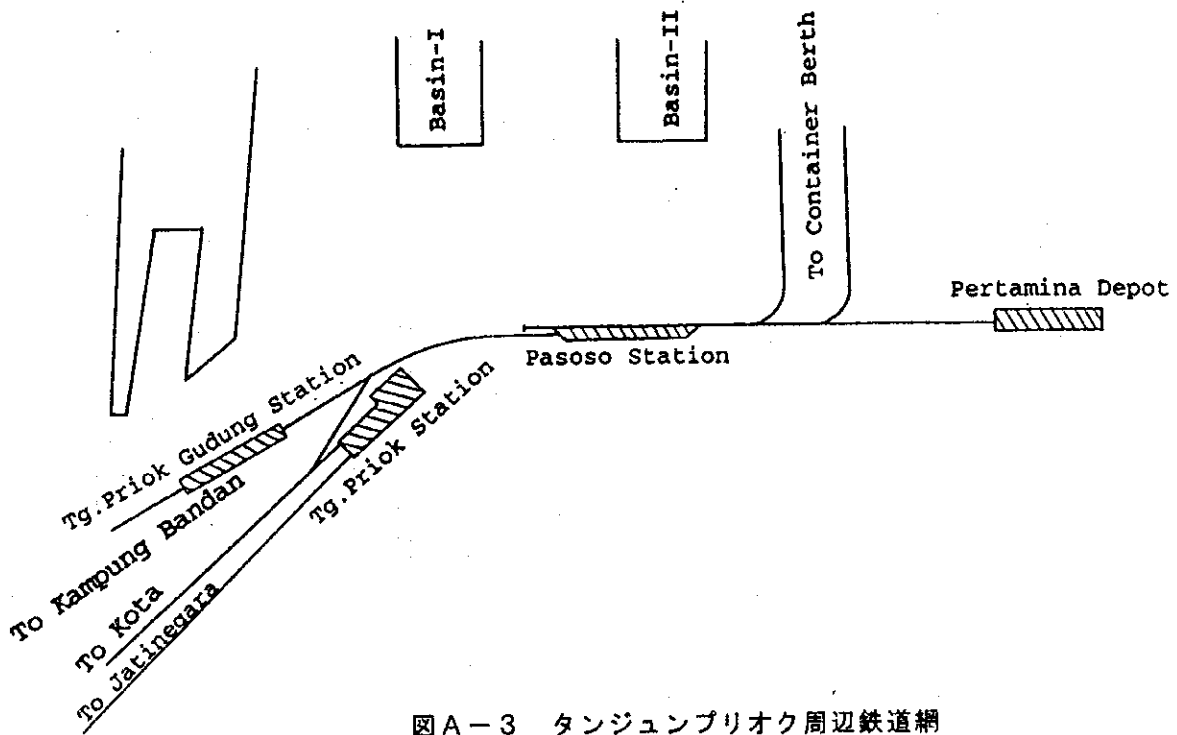 Basin-I
Basin-II
To Container Berth
Pertamina Depot
Pasoso Station
Tg.Priok Gudung Station
Tg.Priok Station
To Kampung Bandan
To Kota
To Jatinegara
図A-3 タンジュンプリオク周辺鉄道網